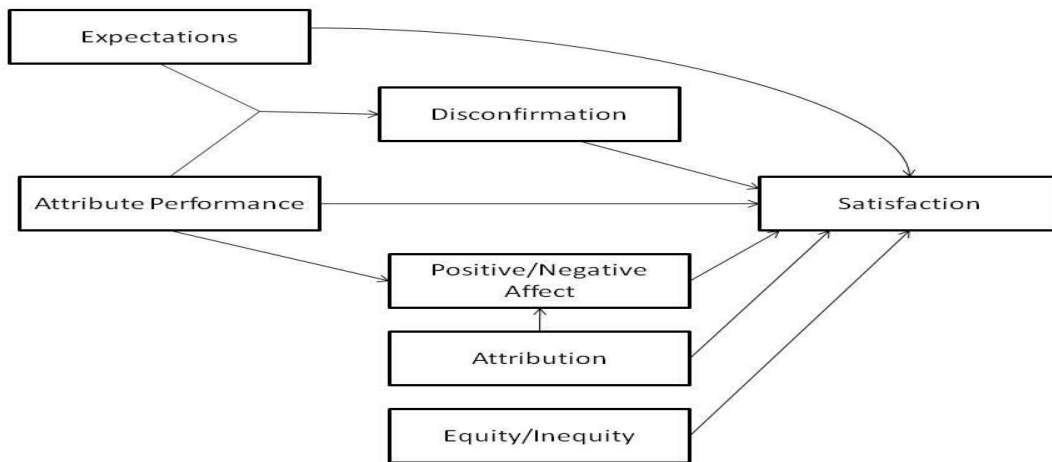 Expectations
Disconfirmation
Attribute Performance
Satisfaction
Positive/Negative
Affect
Attribution
Equity/Inequity